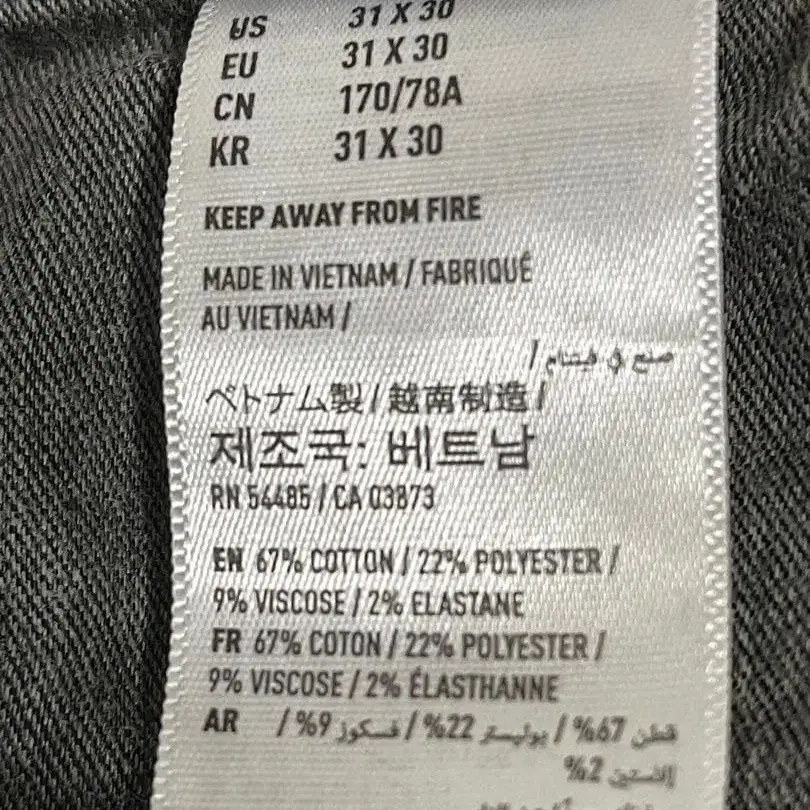 US 31 X 30
EU 31 X 30
CN 170/78A
KR 31 X 30
KEEP AWAY FROM FIRE
MADE IN VIETNAM / FABRIQUÉ
AU VIETNAM /
صنع في فيتنام /
ベトナム製 / 越南制造 /
제조국: 베트남
RN 54485 / CA 03873
EN 67% COTTON / 22% POLYESTER /
9% VISCOSE / 2% ELASTANE
FR 67% COTON / 22% POLYESTER /
9% VISCOSE / 2% ÉLASTHANNE
AR قطن 67% / بوليستر 22% / فسكوز 9% /
إلاستين 2%